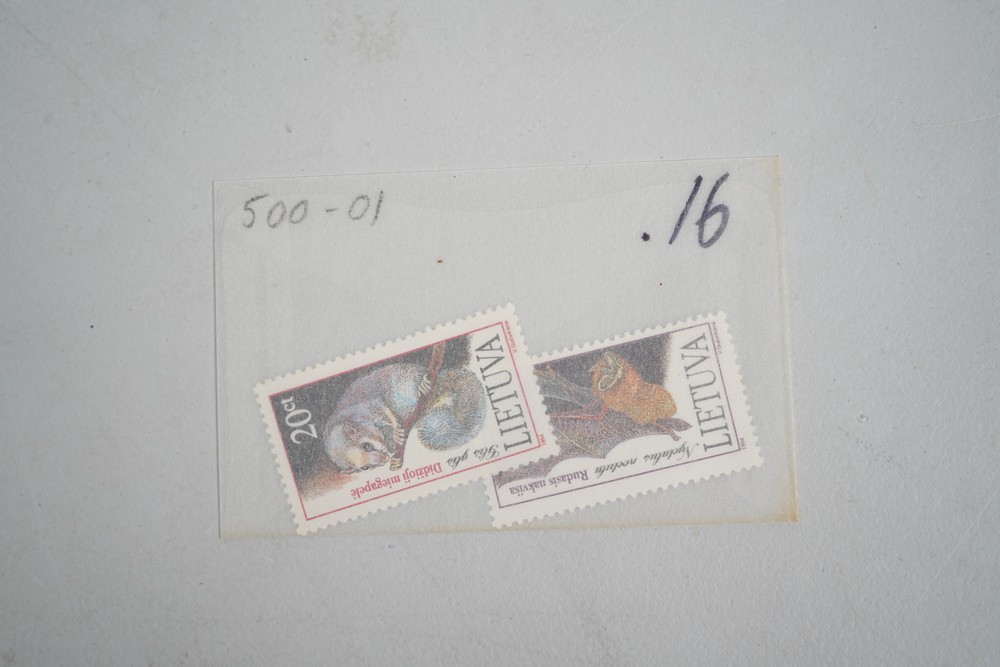 500-01
.16
LIETUVA
20ct
Glis glis
Didžioji miegapelė
LIETUVA
Nyctalus noctula
Rudasis nakviša